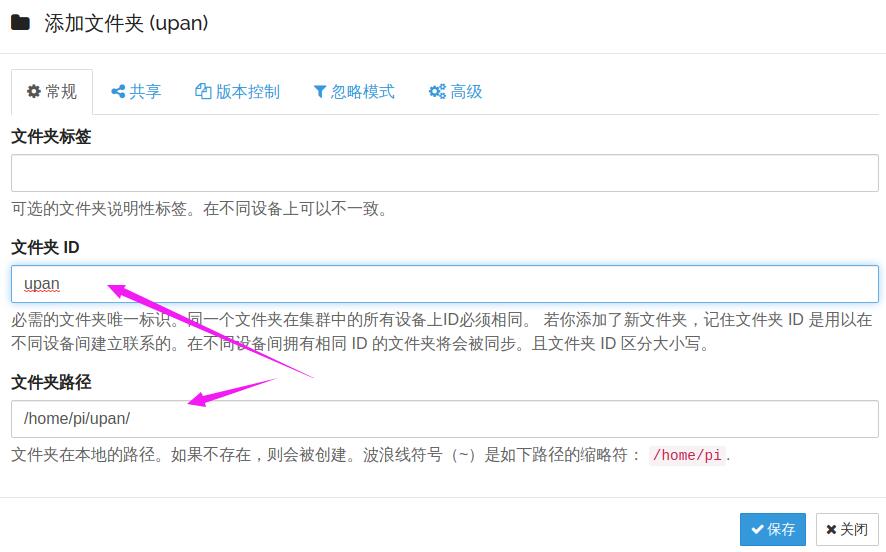 添加文件夹 (upan)
常规 共享 版本控制 忽略模式 高级
文件夹标签
可选的文件夹说明性标签。在不同设备上可以不一致。
文件夹 ID
upan
必需的文件夹唯一标识。同一个文件夹在集群中的所有设备上ID必须相同。 若你添加了新文件夹，记住文件夹 ID 是用以在
不同设备间建立联系的。在不同设备间拥有相同 ID 的文件夹将会被同步。且文件夹 ID 区分大小写。
文件夹路径
/home/pi/upan/
文件夹在本地的路径。如果不存在，则会被创建。波浪线符号（~）是如下路径的缩略符： /home/pi .
保存 关闭